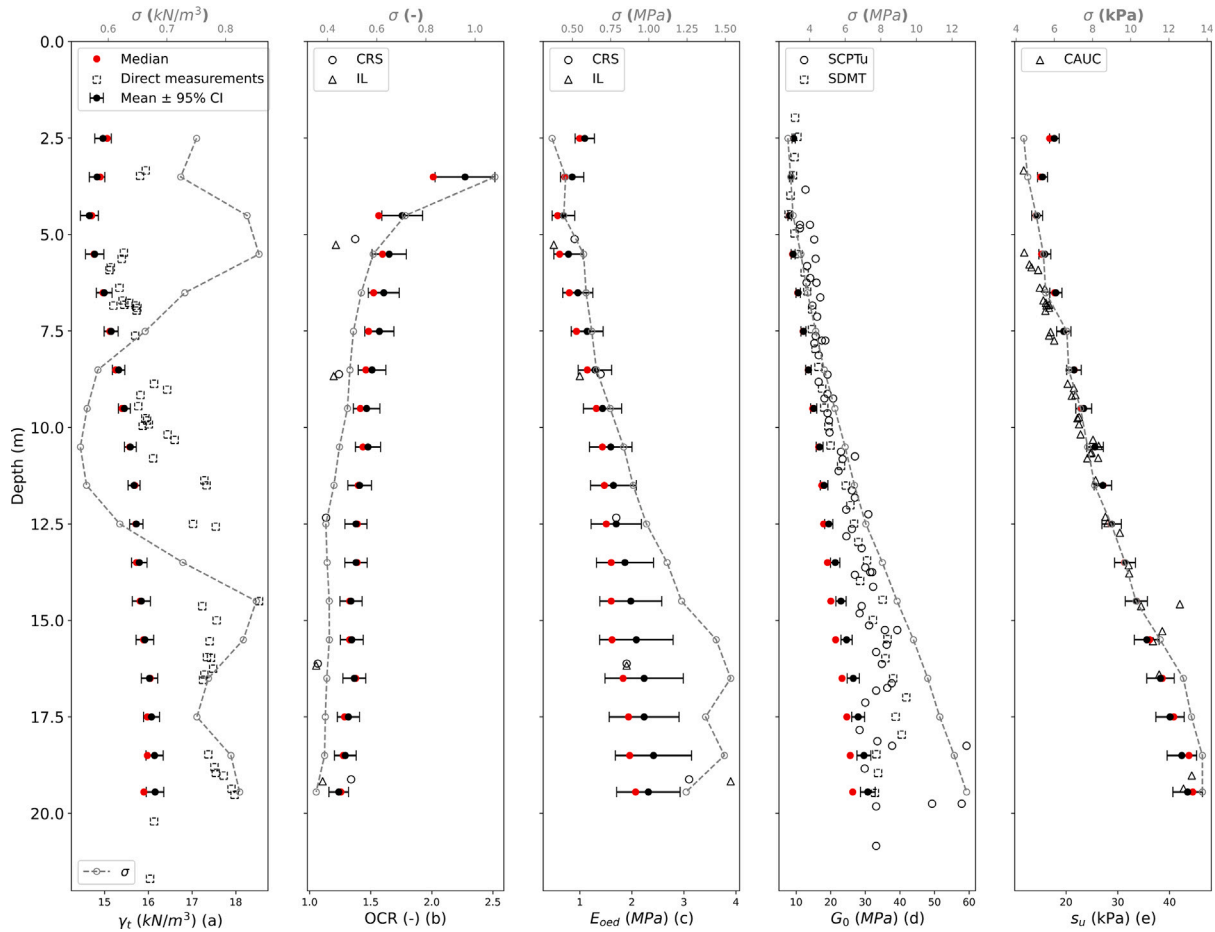 σ (kN/m³) σ (-) σ (MPa) σ (MPa) σ (kPa)
0.6 0.8 0.4 0.6 0.8 1.0 0.50 0.75 1.00 1.25 1.50 4 6 8 10 12 4 6 8 10 12 14
Median
Direct measurements
Mean ± 95% CI
CRS
IL
CRS
IL
SCPTu
SDMT
CAUC
0.0
2.5
5.0
7.5
10.0
12.5
15.0
17.5
20.0
Depth (m)
σ
15 16 17 18 1.0 1.5 2.0 2.5 1 2 3 4 10 20 30 40 50 60 20 40 60
γt (kN/m³) (a) OCR (-) (b) Eoed (MPa) (c) G0 (MPa) (d) su (kPa) (e)